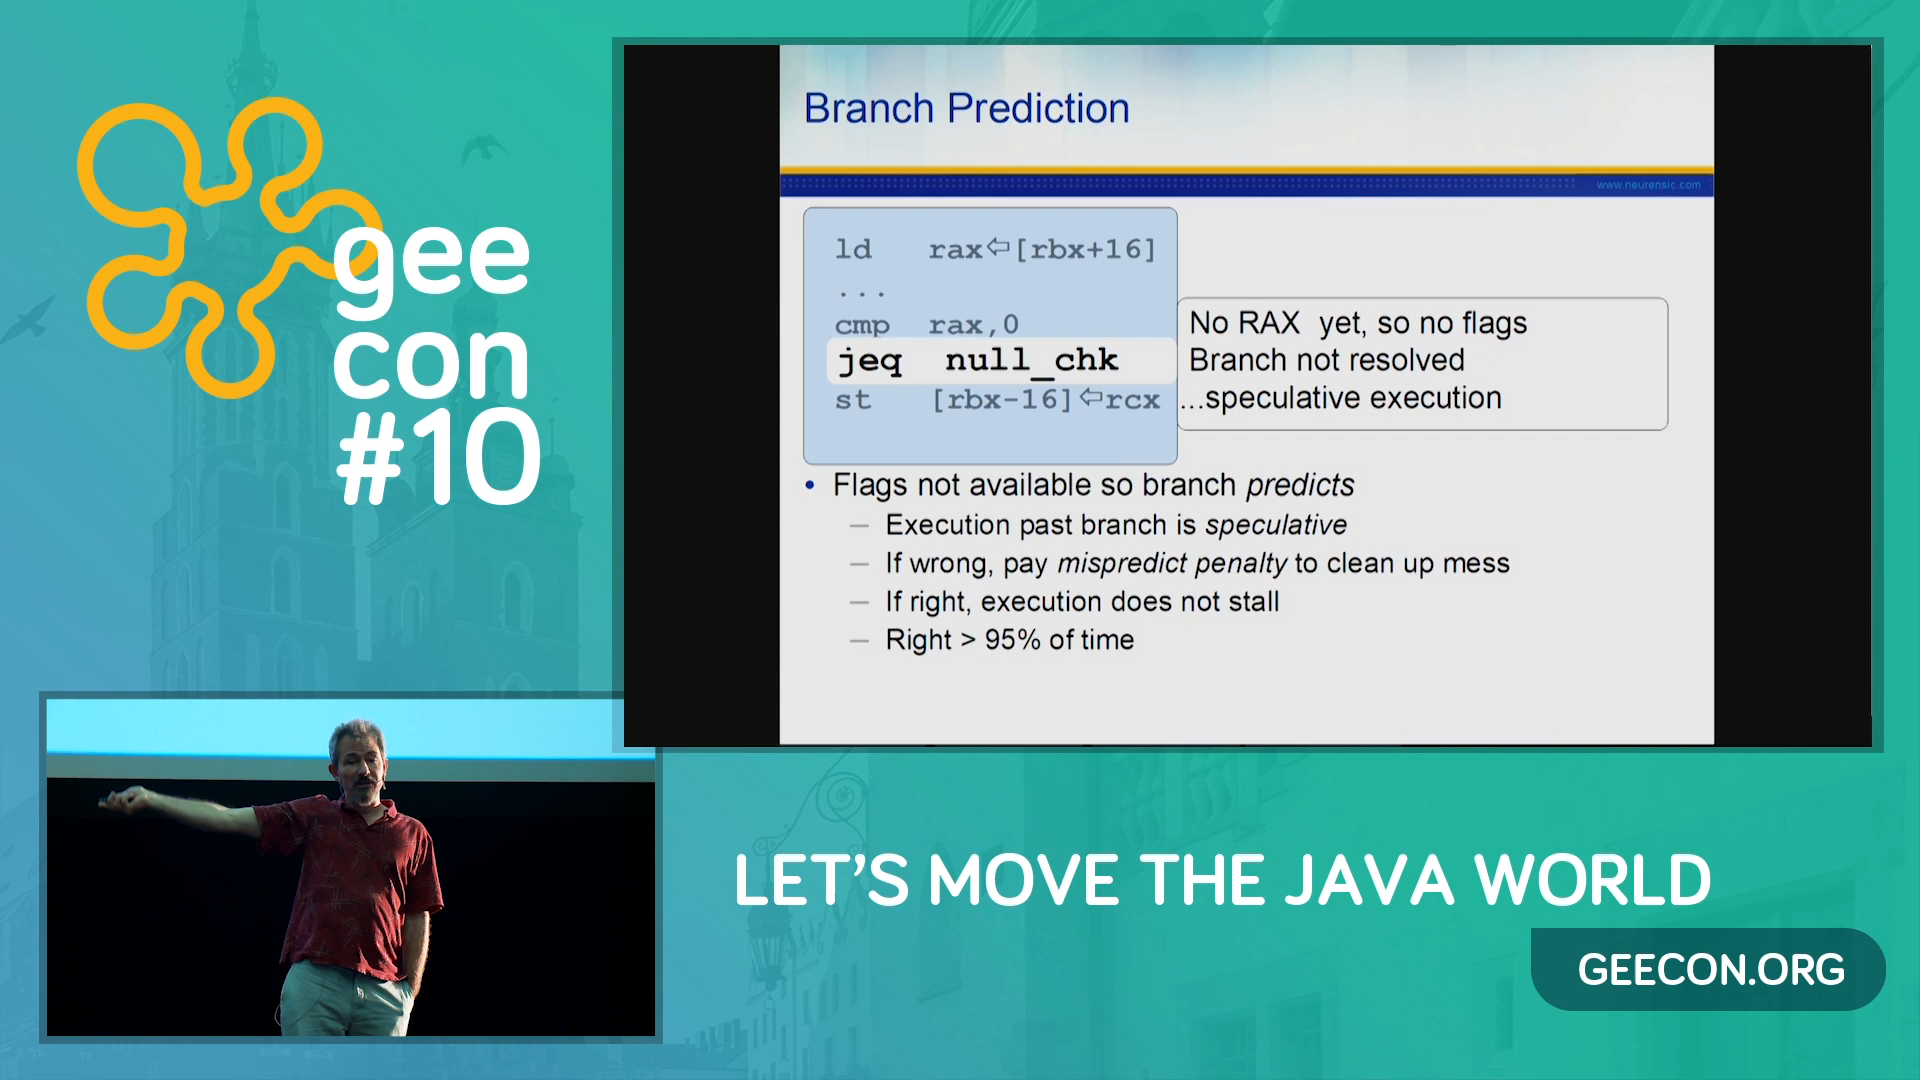 gee
con
#10
Branch Prediction
www.neurensic.com
ld rax⇦[rbx+16]
...
cmp rax,0
jeq null_chk
st [rbx-16]⇦rcx
No RAX yet, so no flags
Branch not resolved
...speculative execution
• Flags not available so branch predicts
– Execution past branch is speculative
– If wrong, pay mispredict penalty to clean up mess
– If right, execution does not stall
– Right > 95% of time
LET'S MOVE THE JAVA WORLD
GEECON.ORG